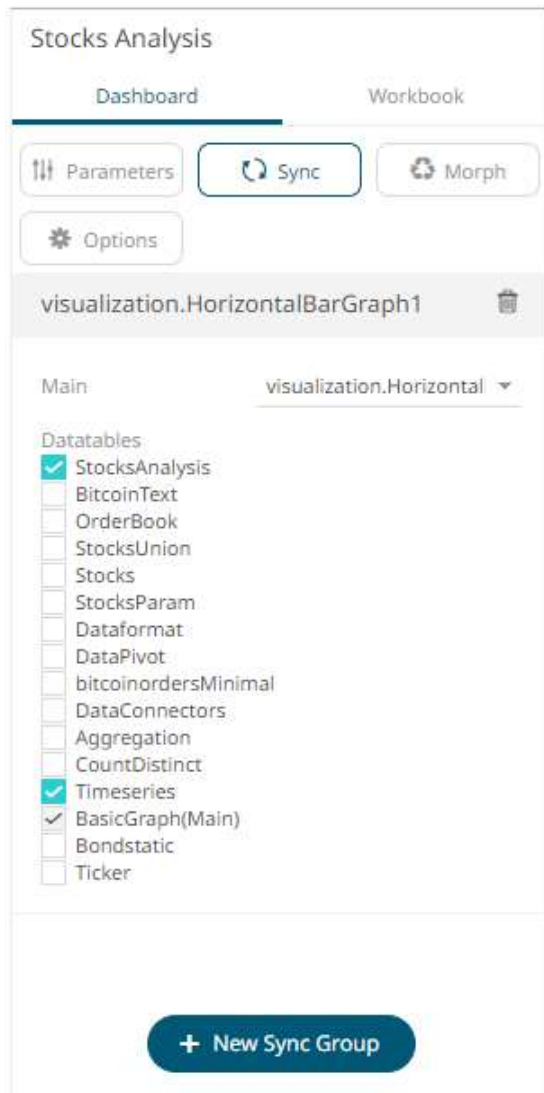 Stocks Analysis
Dashboard Workbook
Parameters Sync Morph
Options
visualization.HorizontalBarGraph1
Main visualization.Horizontal
Datatables
StocksAnalysis
BitcoinText
OrderBook
StocksUnion
Stocks
StocksParam
Dataformat
DataPivot
bitcoinordersMinimal
DataConnectors
Aggregation
CountDistinct
Timeseries
BasicGraph(Main)
Bondstatic
Ticker
+ New Sync Group